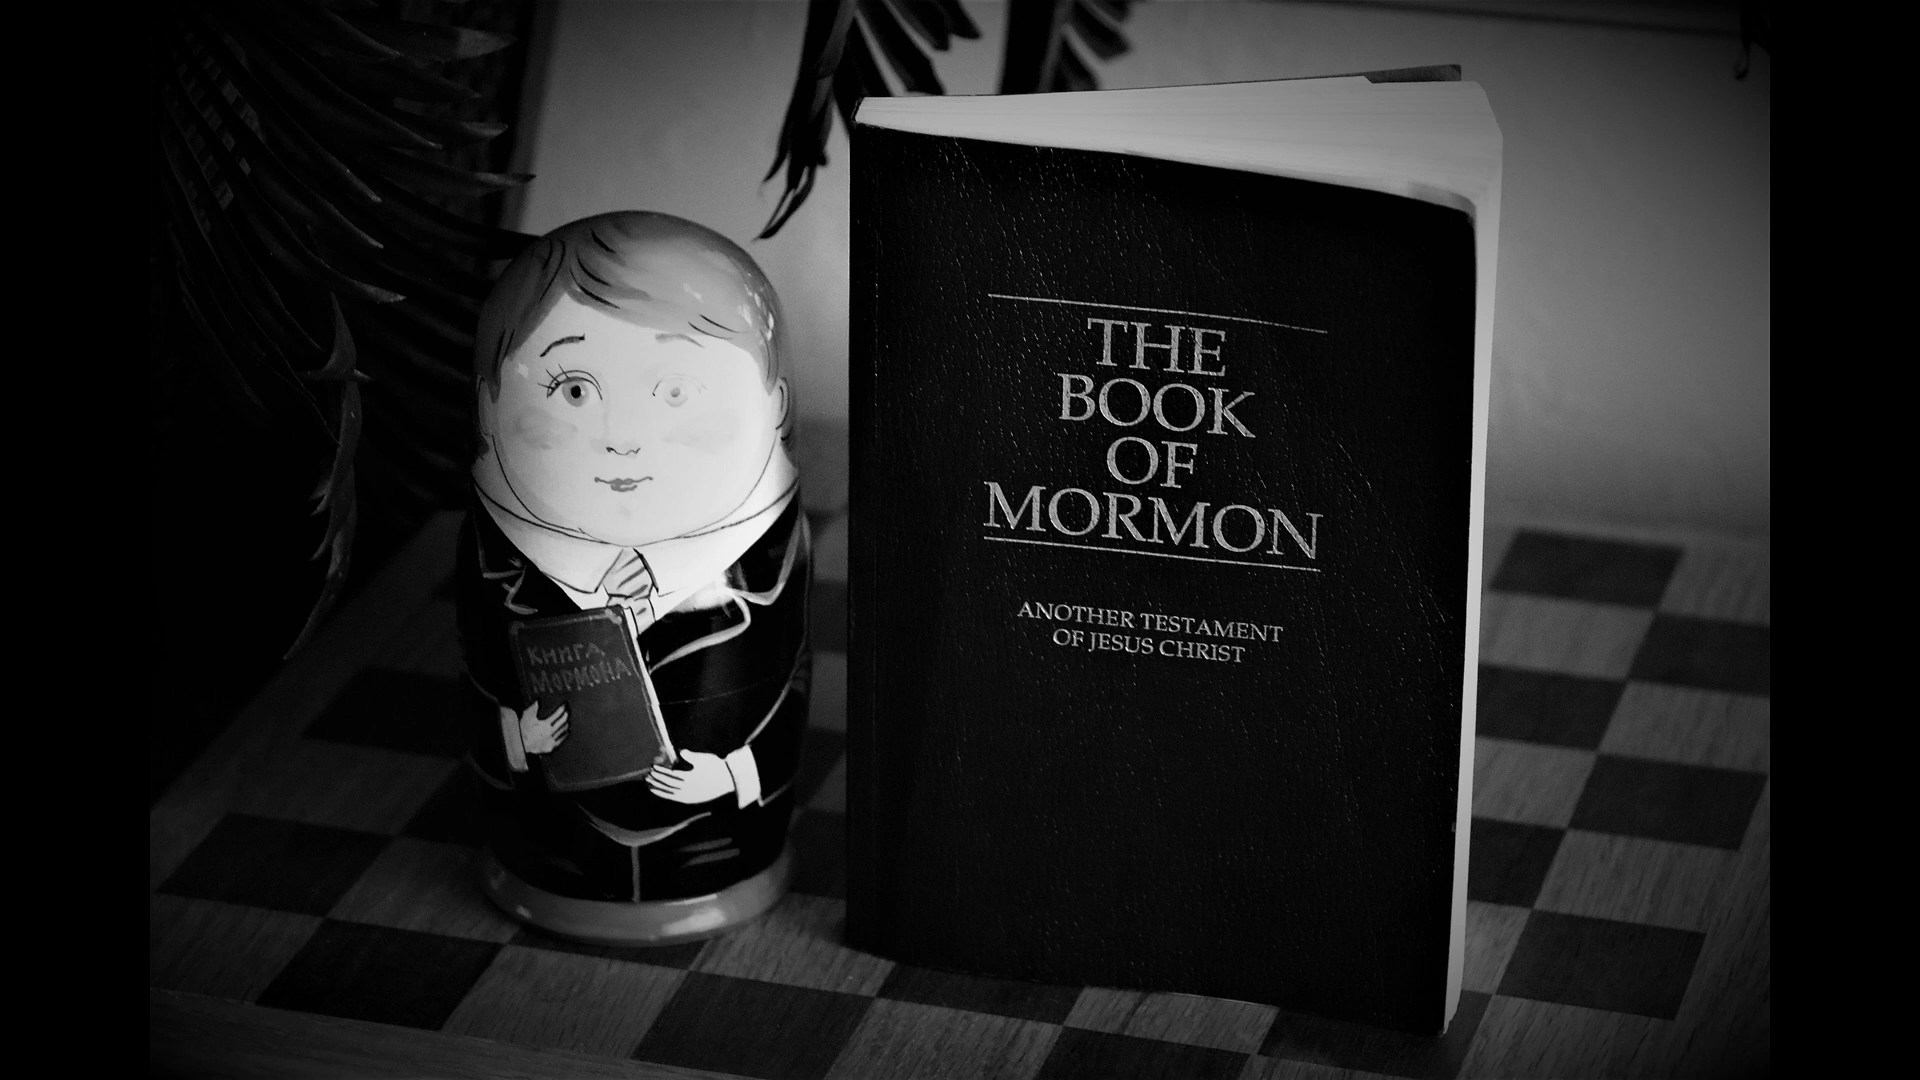 КНИГА
МОРМОНА
THE
BOOK
OF
MORMON
ANOTHER TESTAMENT
OF JESUS CHRIST